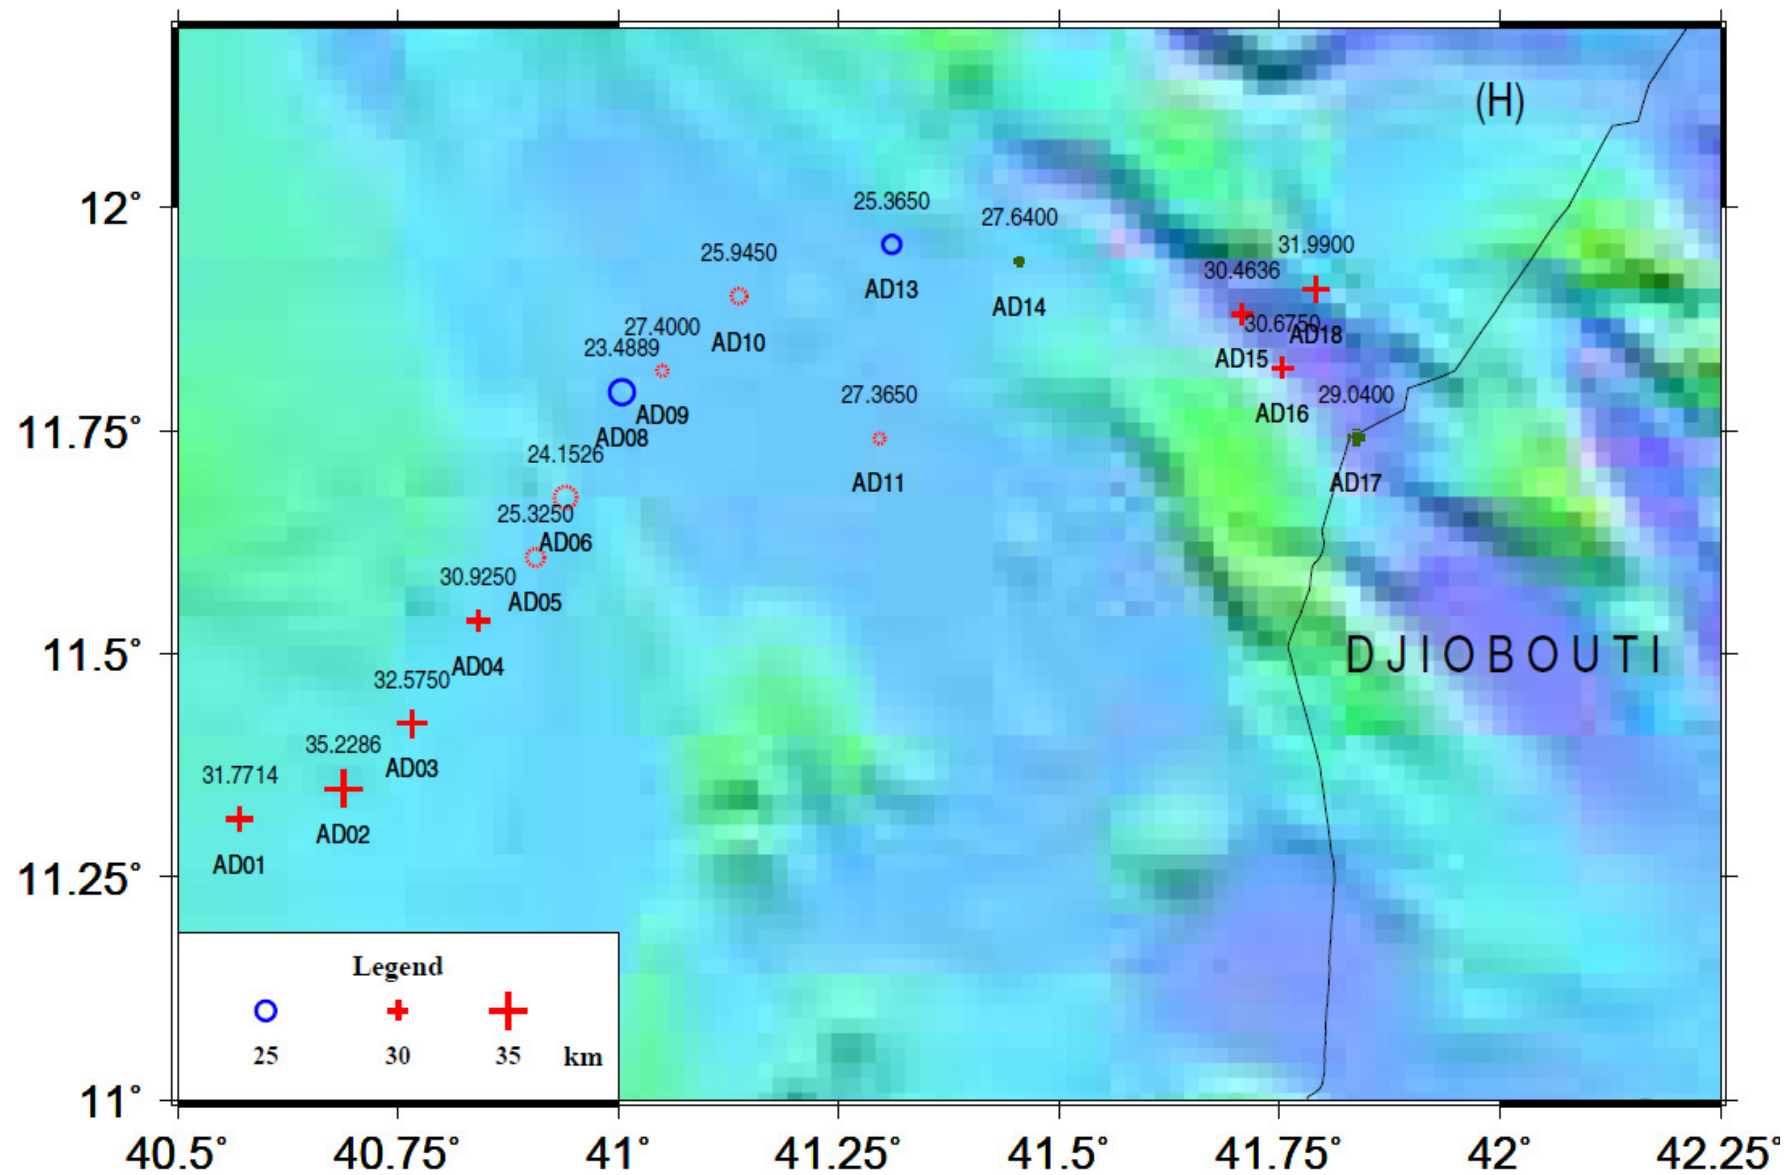 (H)
12°
25.3650
27.6400
25.9450
31.9900
30.4636
AD13
AD14
27.4000
30.6750
AD18
AD10
23.4889
AD15
27.3650
29.0400
AD09
AD16
11.75°
AD08
24.1526
AD11
AD17
25.3250
AD06
30.9250
AD05
11.5°
DJIOBOUTI
AD04
32.5750
35.2286
AD03
31.7714
AD02
AD01
11.25°
Legend
25 30 35 km
11°
40.5° 40.75° 41° 41.25° 41.5° 41.75° 42° 42.25°